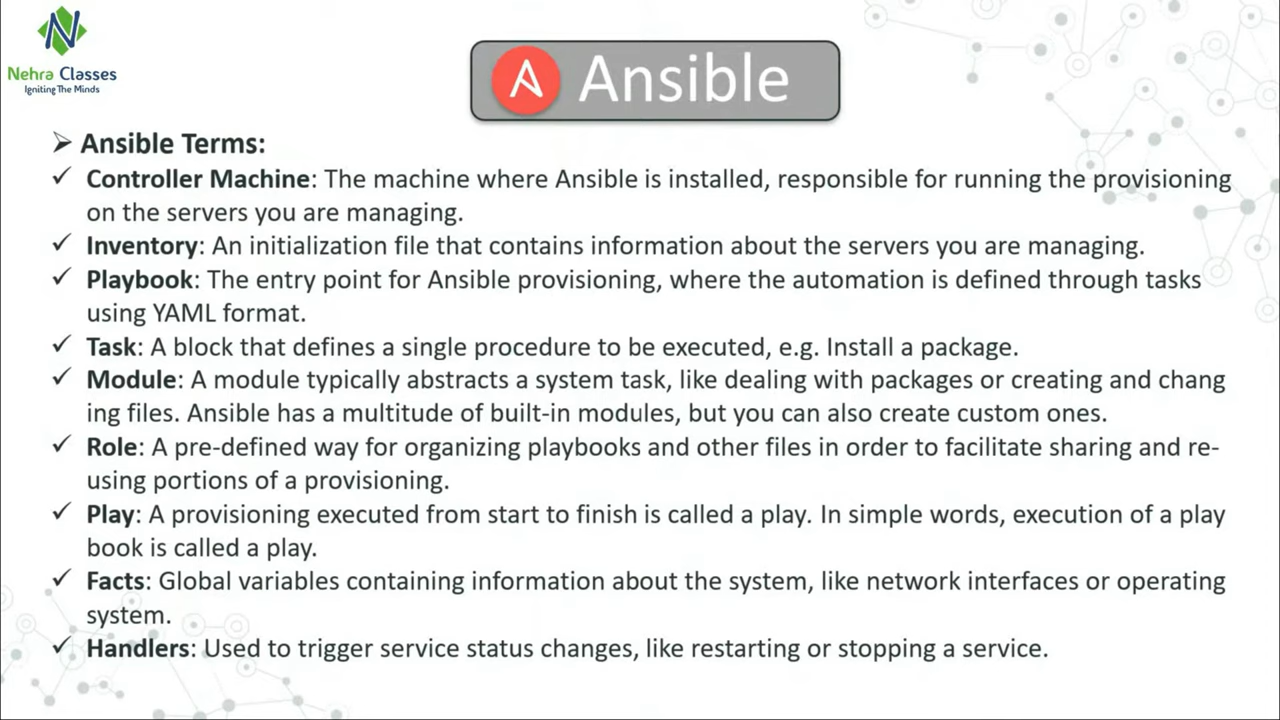 Nehra Classes
Igniting The Minds
Ansible
Ansible Terms:
Controller Machine: The machine where Ansible is installed, responsible for running the provisioning
on the servers you are managing.
Inventory: An initialization file that contains information about the servers you are managing.
Playbook: The entry point for Ansible provisioning, where the automation is defined through tasks
using YAML format.
Task: A block that defines a single procedure to be executed, e.g. Install a package.
Module: A module typically abstracts a system task, like dealing with packages or creating and chang
ing files. Ansible has a multitude of built-in modules, but you can also create custom ones.
Role: A pre-defined way for organizing playbooks and other files in order to facilitate sharing and re-
using portions of a provisioning.
Play: A provisioning executed from start to finish is called a play. In simple words, execution of a play
book is called a play.
Facts: Global variables containing information about the system, like network interfaces or operating
system.
Handlers: Used to trigger service status changes, like restarting or stopping a service.